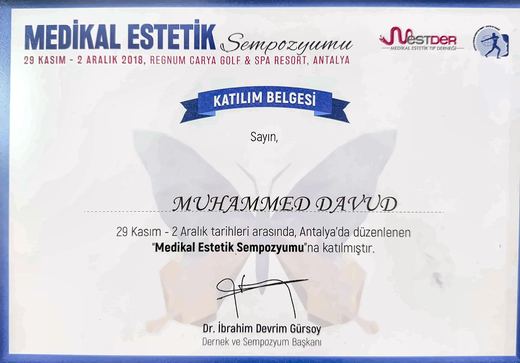 MEDİKAL ESTETİK Sempozyumu
29 KASIM - 2 ARALIK 2018, REGNUM CARYA GOLF & SPA RESORT, ANTALYA
NESTDER
MEDİKAL ESTETİK TIP DERNEĞİ
KATILIM BELGESİ
Sayın,
MUHAMMED DAVUD
29 Kasım - 2 Aralık tarihleri arasında, Antalya'da düzenlenen
"Medikal Estetik Sempozyumu"na katılmıştır.
Dr. İbrahim Devrim Gürsoy
Dernek ve Sempozyum Başkanı